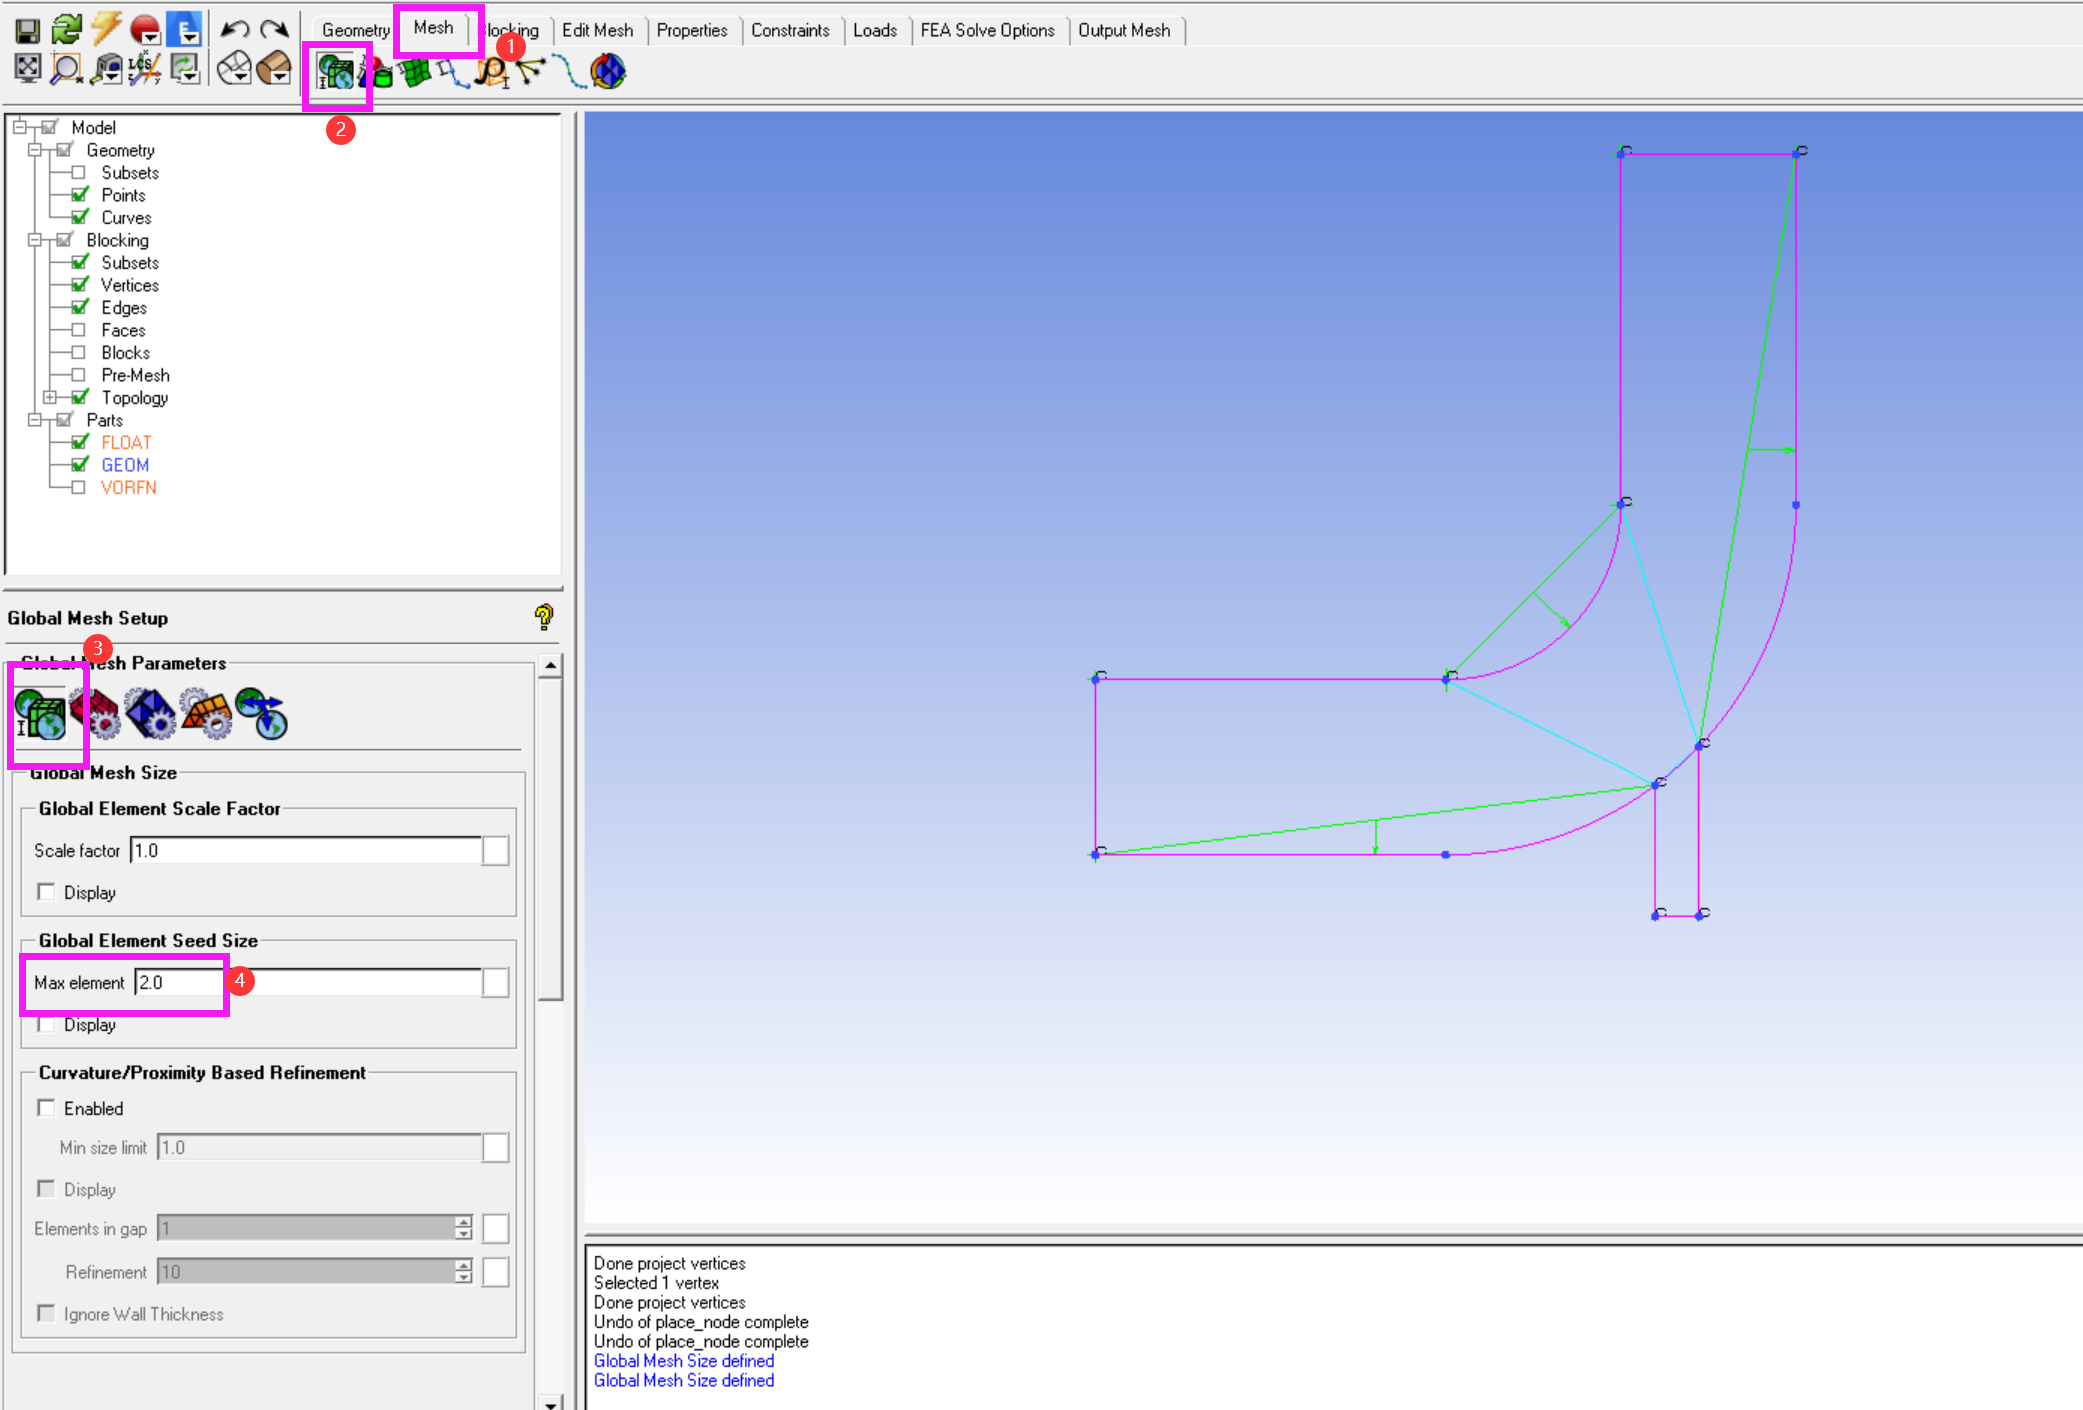 Geometry Mesh Blocking Edit Mesh Properties Constraints Loads FEA Solve Options Output Mesh
1
LCS
2
Model
Geometry
Subsets
Points
Curves
Blocking
Subsets
Vertices
Edges
Faces
Blocks
Pre-Mesh
Topology
Parts
FLOAT
GEOM
VORFN
Global Mesh Setup
3
Global Mesh Parameters
Global Mesh Size
Global Element Scale Factor
Scale factor 1.0
Display
Global Element Seed Size
Max element 2.0
4
Display
Curvature/Proximity Based Refinement
Enabled
Min size limit 1.0
Display
Elements in gap 1
Refinement 10
Ignore Wall Thickness
Done project vertices
Selected 1 vertex
Done project vertices
Undo of place_node complete
Undo of place_node complete
Global Mesh Size defined
Global Mesh Size defined